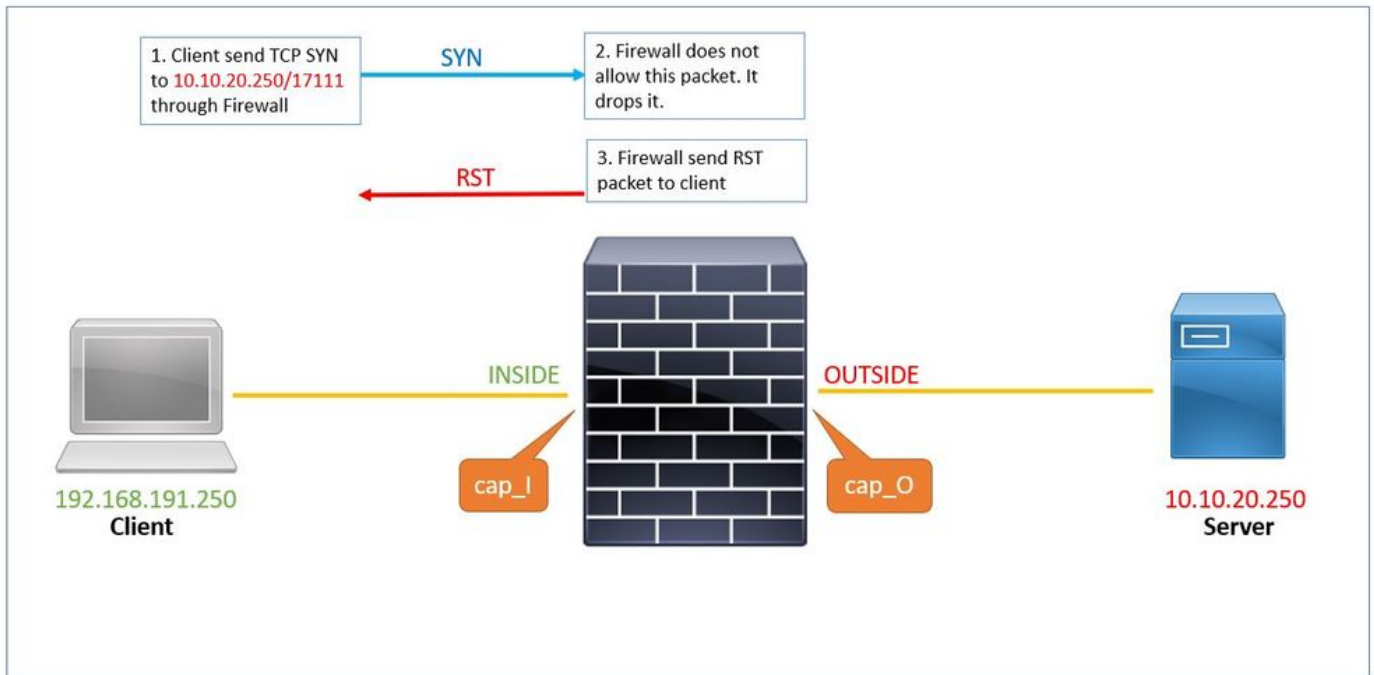 1. Client send TCP SYN
to 10.10.20.250/17111
through Firewall
SYN
2. Firewall does not
allow this packet. It
drops it.
RST
3. Firewall send RST
packet to client
INSIDE
OUTSIDE
cap_I
cap_O
192.168.191.250
Client
10.10.20.250
Server